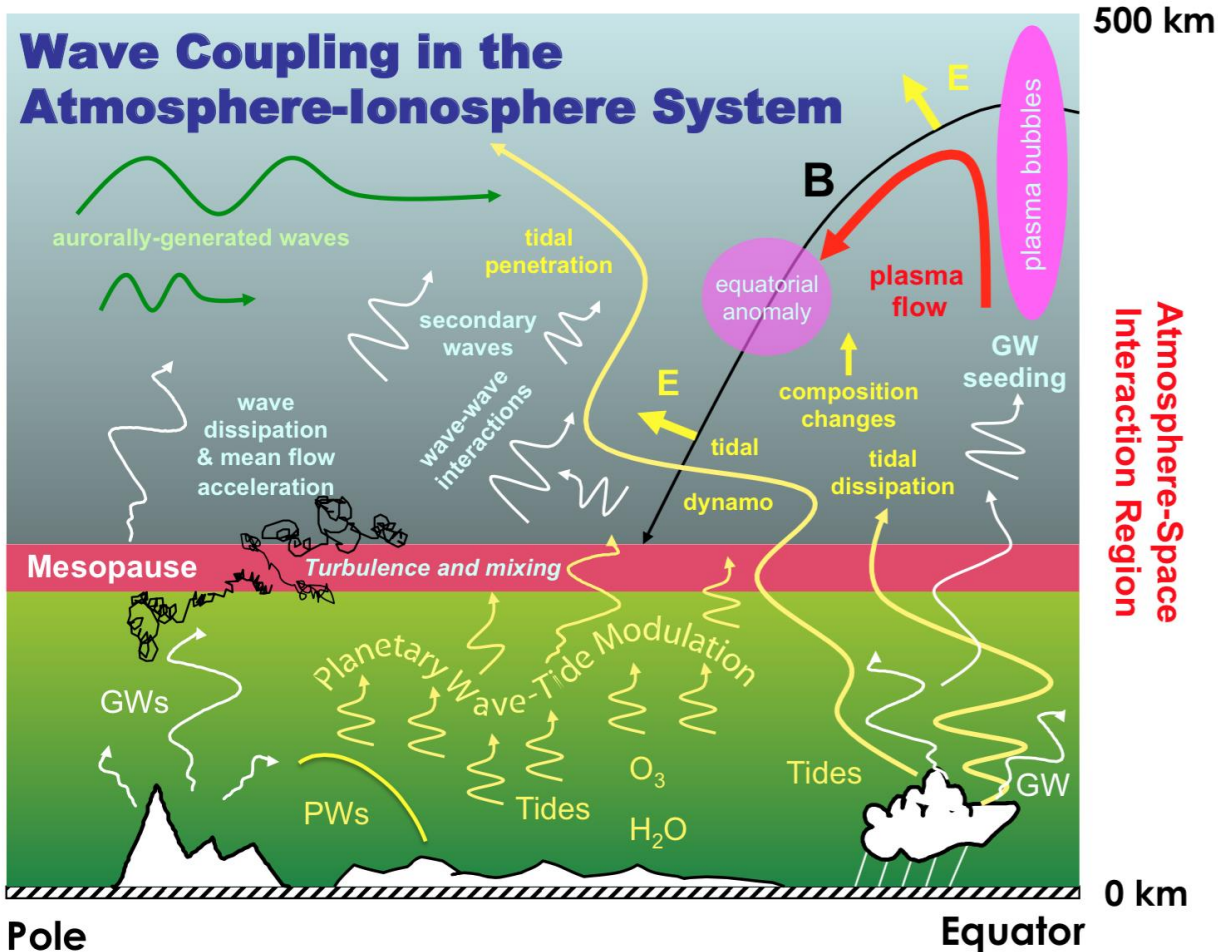 500 km
Wave Coupling in the
Atmosphere-Ionosphere System
E
plasma bubbles
B
aurorally-generated waves
tidal
penetration
equatorial
anomaly
plasma
flow
secondary
waves
GW
seeding
Atmosphere-Space
Interaction Region
wave
dissipation
& mean flow
acceleration
wave-wave
interactions
E
composition
changes
tidal
dynamo
tidal
dissipation
Mesopause
Turbulence and mixing
Planetary Wave-Tide Modulation
GWs
O3
H2O
PWs
Tides
Tides
GW
0 km
Pole
Equator